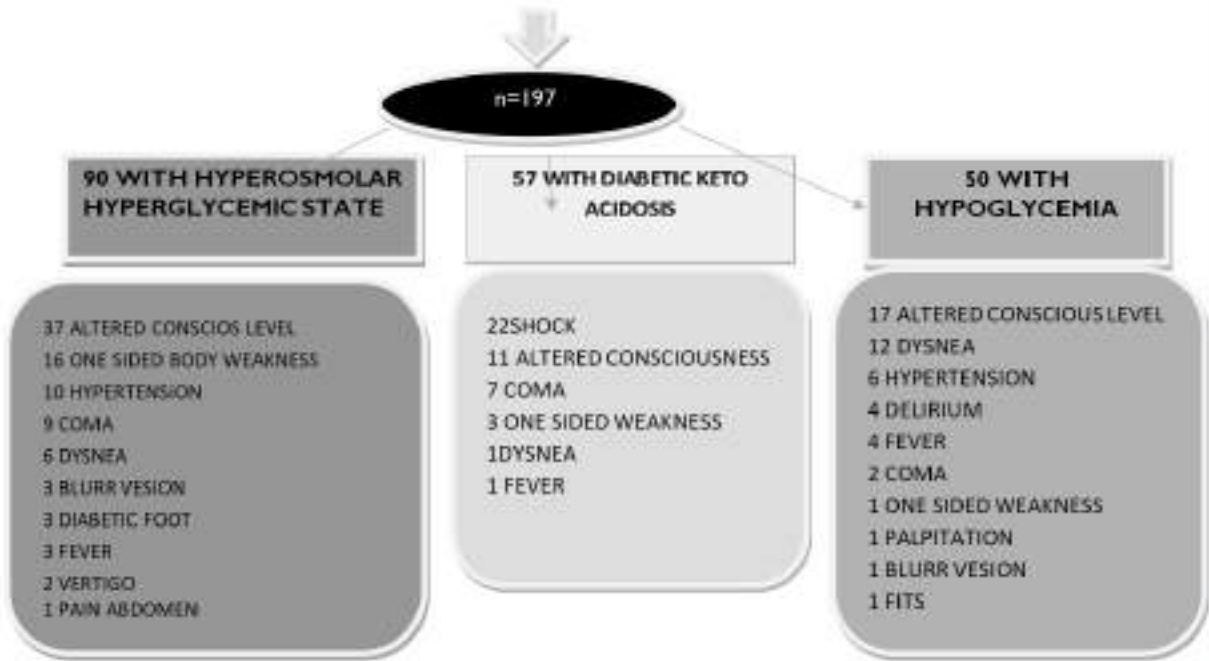 n=197
90 WITH HYPEROSMOLAR
HYPERGLYCEMIC STATE
57 WITH DIABETIC KETO
ACIDOSIS
50 WITH
HYPOGLYCEMIA
37 ALTERED CONSCIOS LEVEL
16 ONE SIDED BODY WEAKNESS
10 HYPERTENSION
9 COMA
6 DYSNEA
3 BLURR VESION
3 DIABETIC FOOT
3 FEVER
2 VERTIGO
1 PAIN ABDOMEN
22SHOCK
11 ALTERED CONSCIOUSNESS
7 COMA
3 ONE SIDED WEAKNESS
1DYSNEA
1 FEVER
17 ALTERED CONSCIOUS LEVEL
12 DYSNEA
6 HYPERTENSION
4 DELIRIUM
4 FEVER
2 COMA
1 ONE SIDED WEAKNESS
1 PALPITATION
1 BLURR VESION
1 FITS